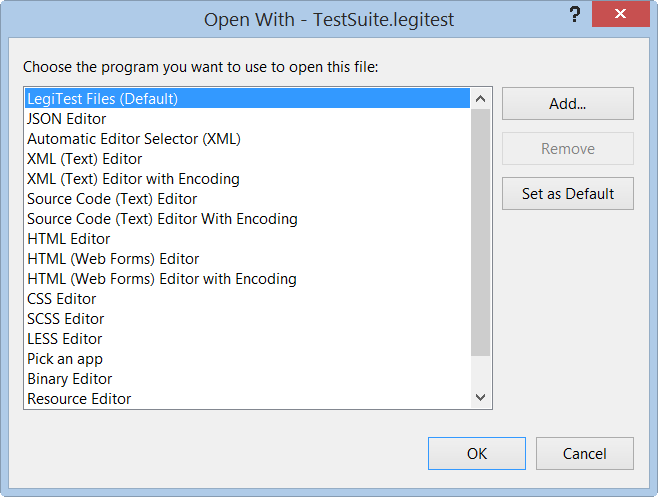 Open With - TestSuite.legitest
?
Choose the program you want to use to open this file:
LegiTest Files (Default)
JSON Editor
Automatic Editor Selector (XML)
XML (Text) Editor
XML (Text) Editor with Encoding
Source Code (Text) Editor
Source Code (Text) Editor With Encoding
HTML Editor
HTML (Web Forms) Editor
HTML (Web Forms) Editor with Encoding
CSS Editor
SCSS Editor
LESS Editor
Pick an app
Binary Editor
Resource Editor
Add...
Remove
Set as Default
OK
Cancel